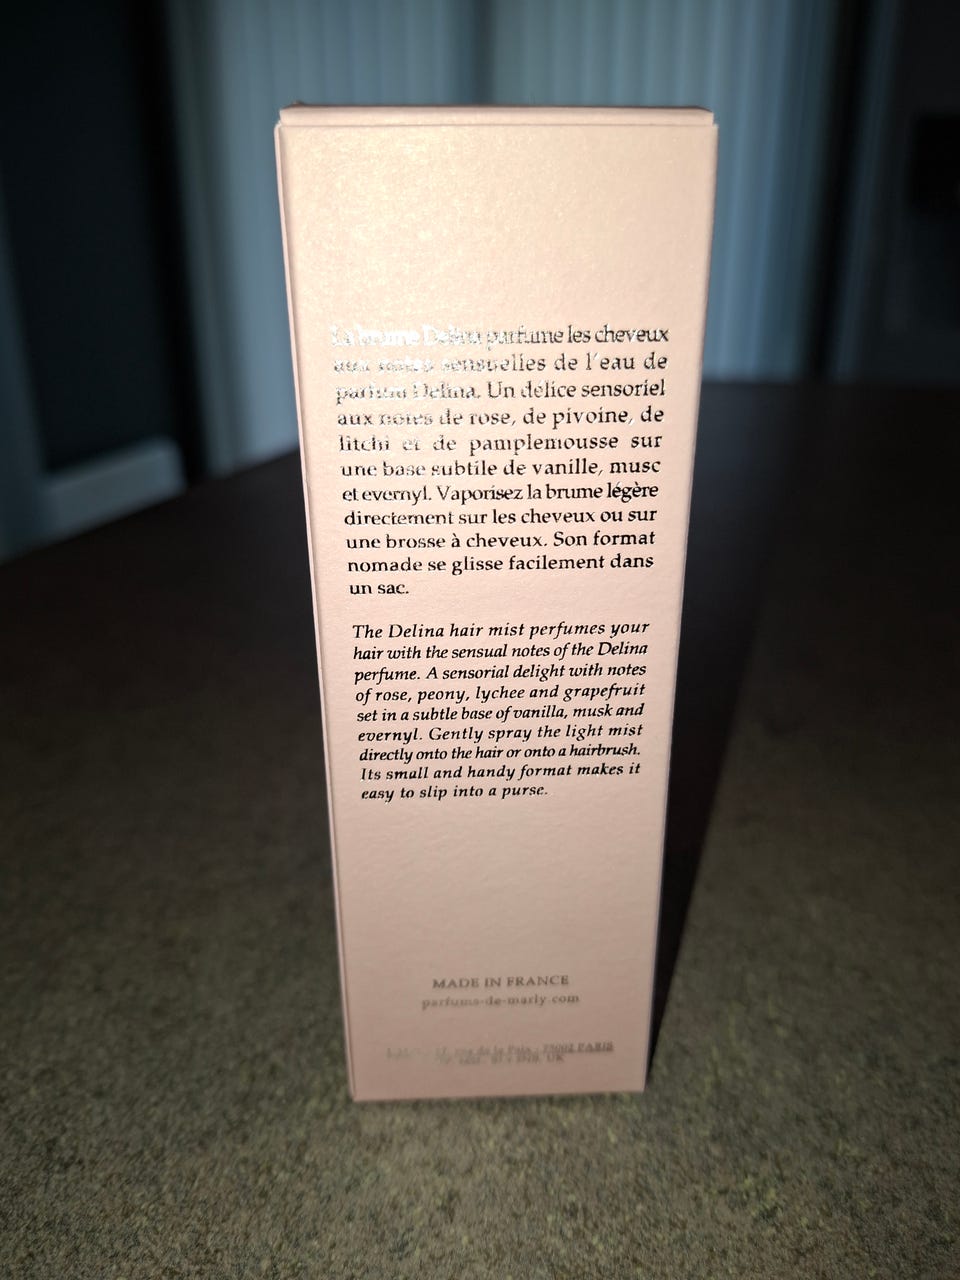 La brume Delina parfume les cheveux
aux notes sensuelles de l'eau de
parfum Delina. Un délice sensoriel
aux notes de rose, de pivoine, de
litchi et de pamplemousse sur
une base subtile de vanille, musc
et evernyl. Vaporisez la brume légère
directement sur les cheveux ou sur
une brosse à cheveux. Son format
nomade se glisse facilement dans
un sac.
The Delina hair mist perfumes your
hair with the sensual notes of the Delina
perfume. A sensorial delight with notes
of rose, peony, lychee and grapefruit
set in a subtle base of vanilla, musk and
evernyl. Gently spray the light mist
directly onto the hair or onto a hairbrush.
Its small and handy format makes it
easy to slip into a purse.
MADE IN FRANCE
parfums-de-marly.com
rue de la Paix - 75002 PARIS
UK